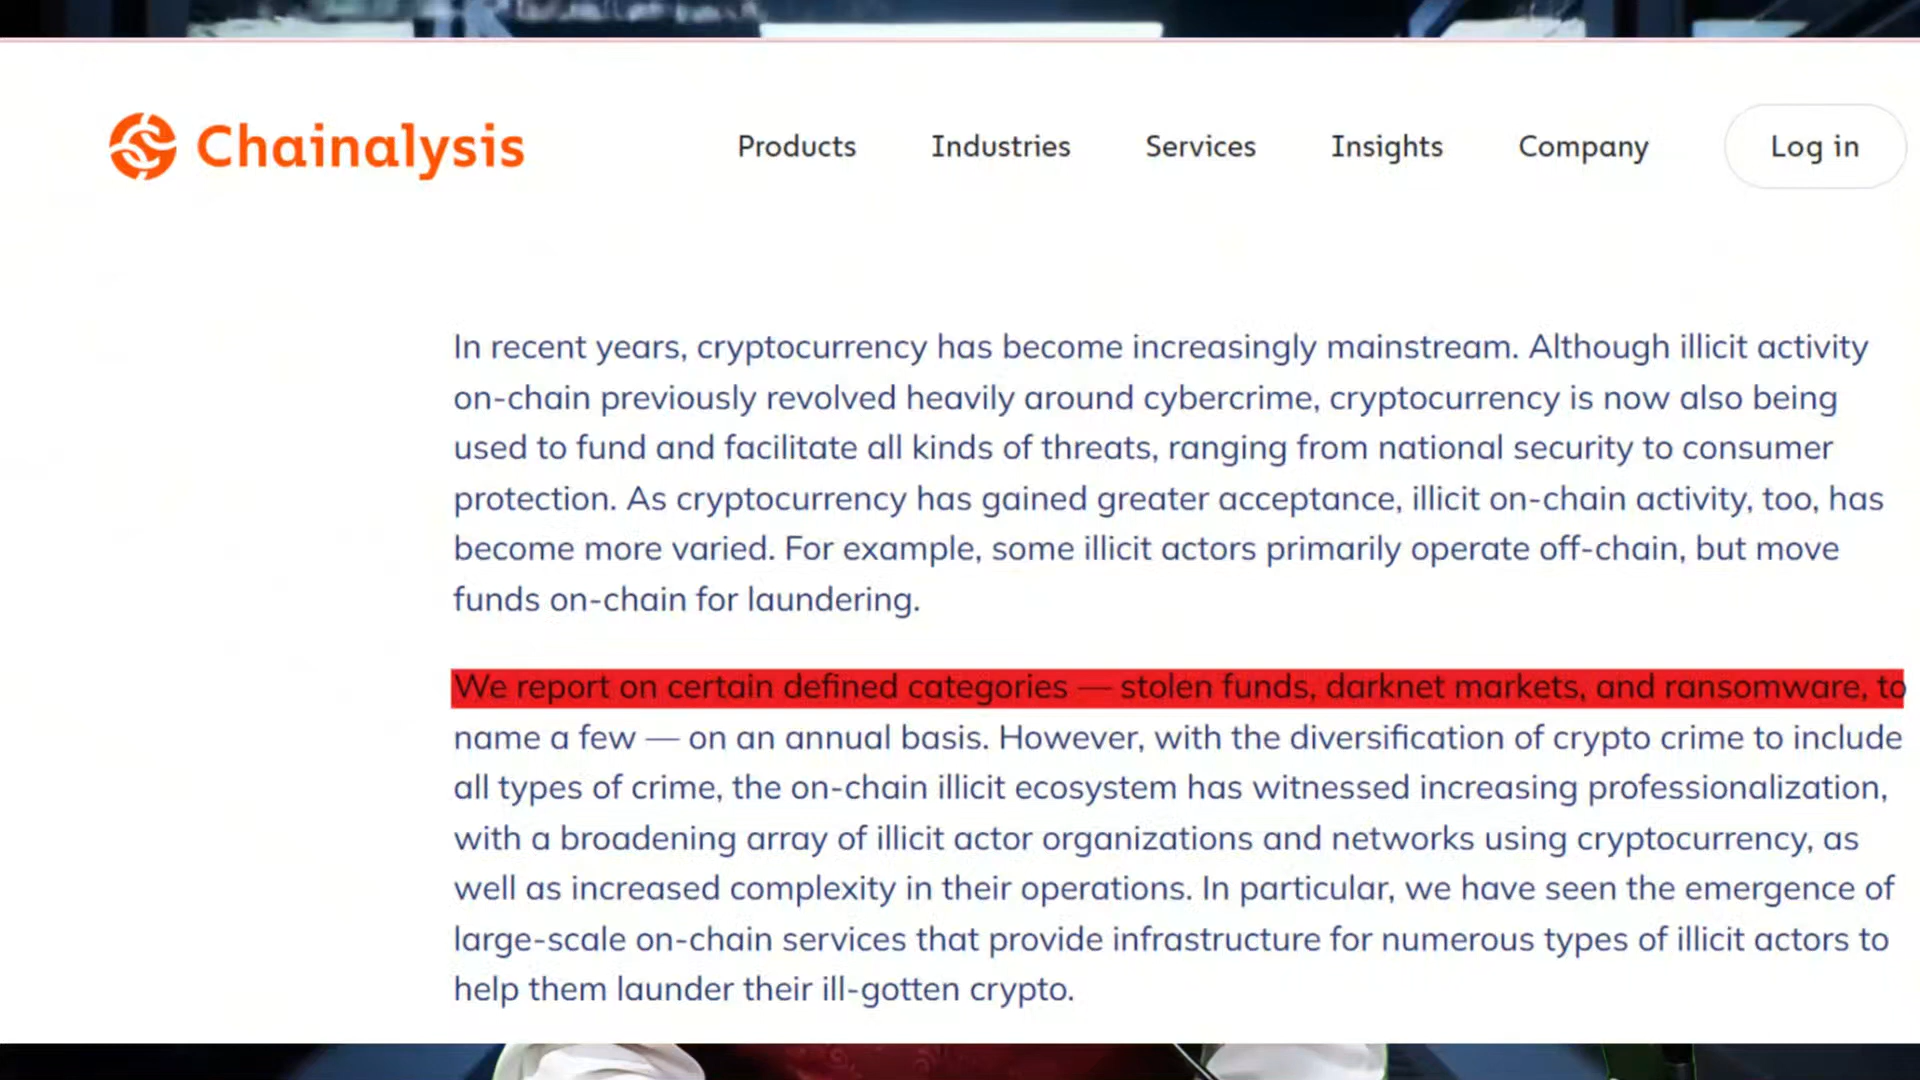 Chainalysis
Products Industries Services Insights Company Log in
In recent years, cryptocurrency has become increasingly mainstream. Although illicit activity
on-chain previously revolved heavily around cybercrime, cryptocurrency is now also being
used to fund and facilitate all kinds of threats, ranging from national security to consumer
protection. As cryptocurrency has gained greater acceptance, illicit on-chain activity, too, has
become more varied. For example, some illicit actors primarily operate off-chain, but move
funds on-chain for laundering.
We report on certain defined categories — stolen funds, darknet markets, and ransomware, to
name a few — on an annual basis. However, with the diversification of crypto crime to include
all types of crime, the on-chain illicit ecosystem has witnessed increasing professionalization,
with a broadening array of illicit actor organizations and networks using cryptocurrency, as
well as increased complexity in their operations. In particular, we have seen the emergence of
large-scale on-chain services that provide infrastructure for numerous types of illicit actors to
help them launder their ill-gotten crypto.